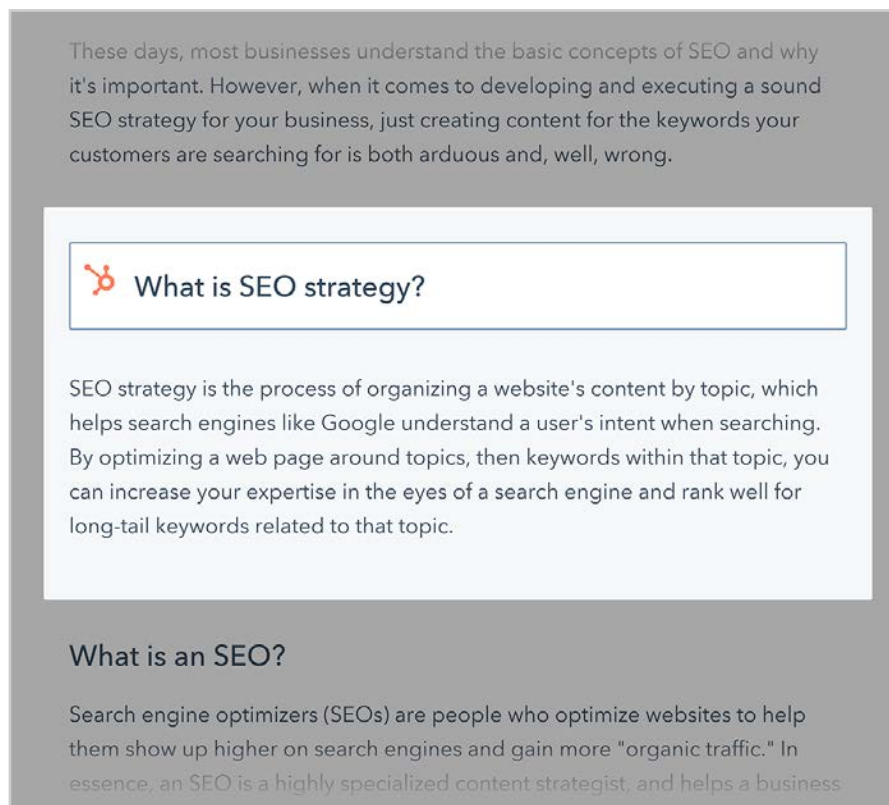 These days, most businesses understand the basic concepts of SEO and why
it's important. However, when it comes to developing and executing a sound
SEO strategy for your business, just creating content for the keywords your
customers are searching for is both arduous and, well, wrong.
What is SEO strategy?
SEO strategy is the process of organizing a website's content by topic, which
helps search engines like Google understand a user's intent when searching.
By optimizing a web page around topics, then keywords within that topic, you
can increase your expertise in the eyes of a search engine and rank well for
long-tail keywords related to that topic.
What is an SEO?
Search engine optimizers (SEOs) are people who optimize websites to help
them show up higher on search engines and gain more "organic traffic." In
essence, an SEO is a highly specialized content strategist, and helps a business